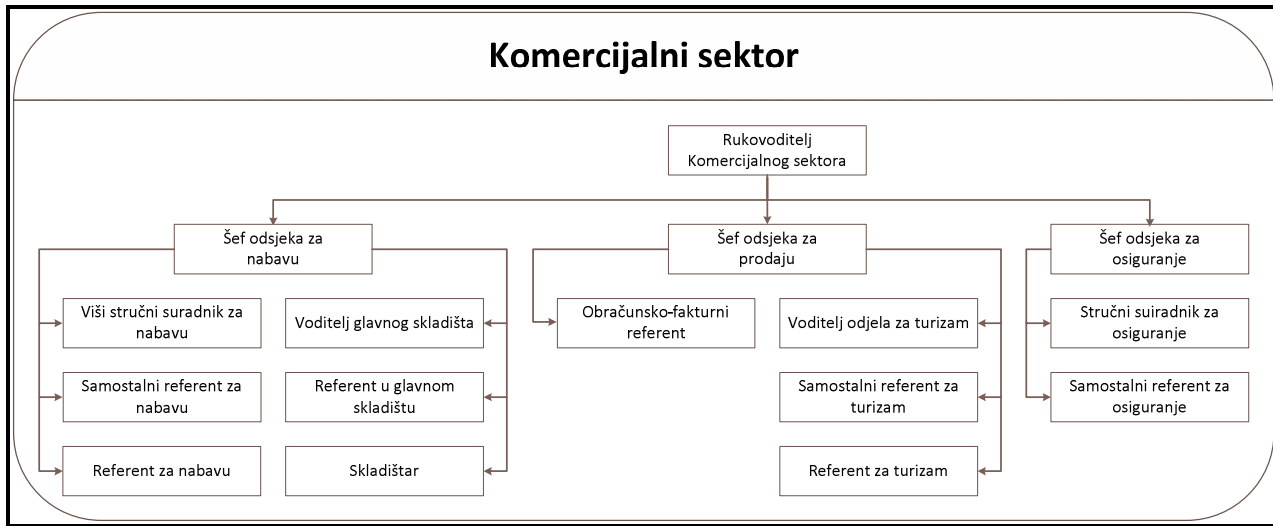 Komercijalni sektor
Rukovoditelj
Komercijalnog sektora
Šef odsjeka za
nabavu
Šef odsjeka za
prodaju
Šef odsjeka za
osiguranje
Viši stručni suradnik za
nabavu
Voditelj glavnog skladišta
Obračunsko-fakturni
referent
Voditelj odjela za turizam
Stručni suiradnik za
osiguranje
Samostalni referent za
nabavu
Referent u glavnom
skladištu
Samostalni referent za
turizam
Samostalni referent za
osiguranje
Referent za nabavu
Skladištar
Referent za turizam